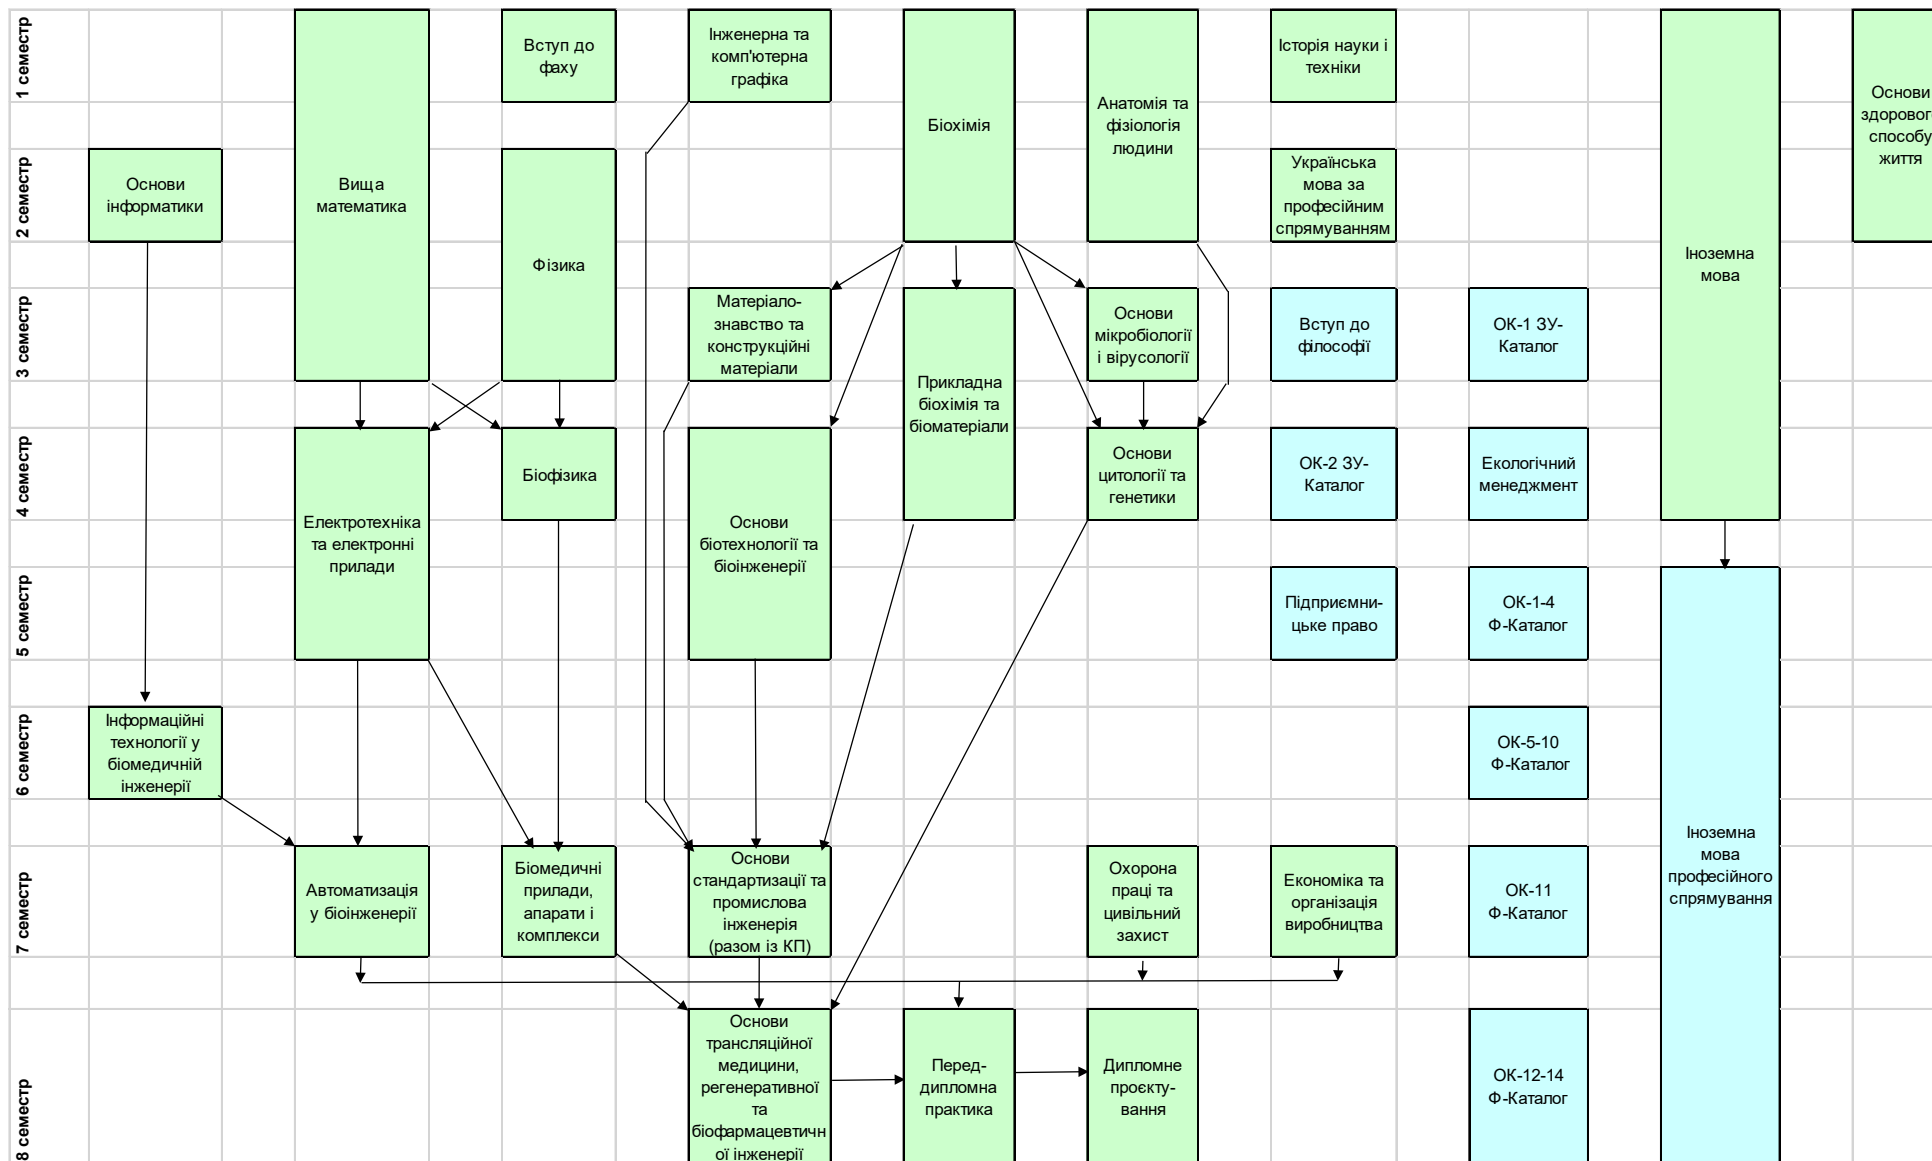 1 семестр
Вступ до
фаху
Інженерна та
комп'ютерна
графіка
Історія науки і
техніки
Біохімія
Анатомія та
фізіологія
людини
Основи
здорового
способу
життя
2 семестр
Основи
інформатики
Вища
математика
Українська
мова за
професійним
спрямуванням
Фізика
Іноземна
мова
3 семестр
Матеріало-
знавство та
конструкційні
матеріали
Основи
мікробіології
і вірусології
Вступ до
філософії
ОК-1 ЗУ-
Каталог
Прикладна
біохімія та
біоматеріали
4 семестр
Біофізика
Основи
цитології та
генетики
ОК-2 ЗУ-
Каталог
Екологічний
менеджмент
Електротехніка
та електронні
прилади
Основи
біотехнології та
біоінженерії
5 семестр
Підприємни-
цьке право
ОК-1-4
Ф-Каталог
6 семестр
Інформаційні
технології у
біомедичній
інженерії
ОК-5-10
Ф-Каталог
Іноземна
мова
професійного
спрямування
7 семестр
Автоматизація
у біоінженерії
Біомедичні
прилади,
апарати і
комплекси
Основи
стандартизації та
промислова
інженерія
(разом із КП)
Охорона
праці та
цивільний
захист
Економіка та
організація
виробництва
ОК-11
Ф-Каталог
8 семестр
Основи
трансляційної
медицини,
регенеративної
та
біофармацевтичн
ої інженерії
Перед-
дипломна
практика
Дипломне
проєкту-
вання
ОК-12-14
Ф-Каталог